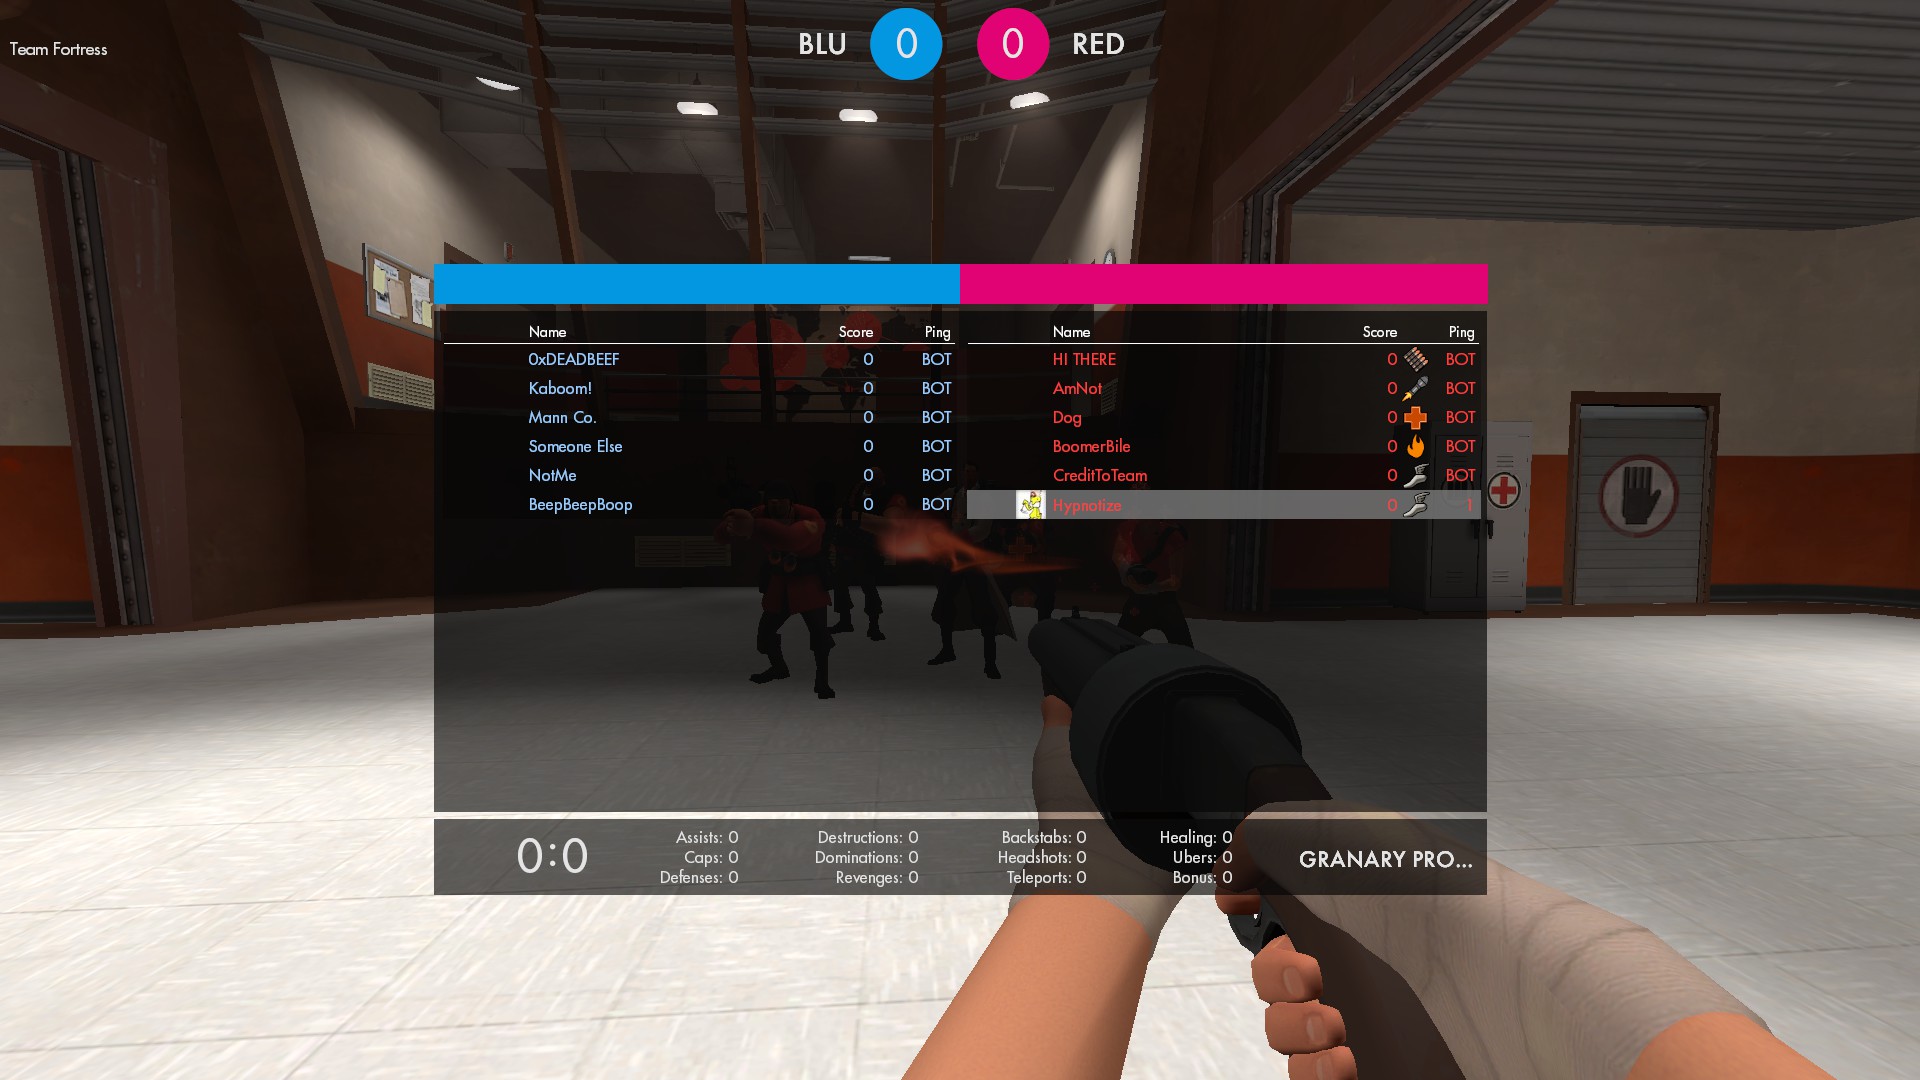 BLU 0 0 RED
Team Fortress
Name Score Ping Name Score Ping
0xDEADBEEF 0 BOT HI THERE 0 BOT
Kaboom! 0 BOT AmNot 0 BOT
Mann Co. 0 BOT Dog 0 BOT
Someone Else 0 BOT BoomerBile 0 BOT
NotMe 0 BOT CreditToTeam 0 BOT
BeepBeepBoop 0 BOT Hypnotize 0 1
0:0
Assists: 0 Destructions: 0 Backstabs: 0 Healing: 0
Caps: 0 Dominations: 0 Headshots: 0 Ubers: 0
Defenses: 0 Revenges: 0 Teleports: 0 Bonus: 0
GRANARY PRO...